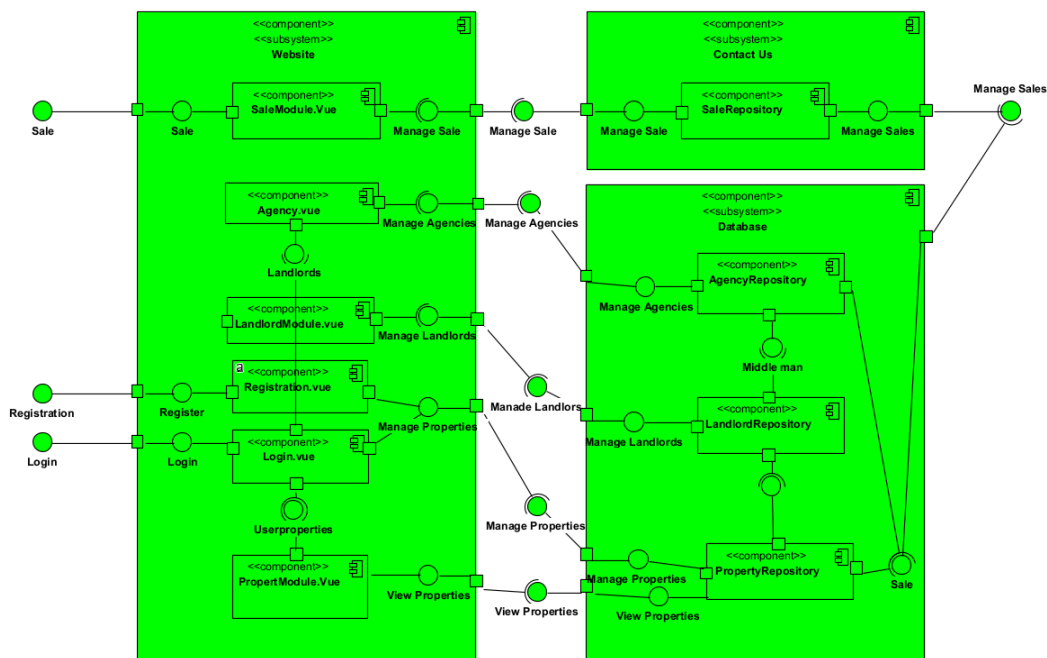 <<component>>
<<subsystem>>
Website
<<component>>
SaleModule.Vue
Sale
Sale
Manage Sale
Manage Sale
<<component>>
Agency.vue
Manage Agencies
Manage Agencies
Landlords
<<component>>
LandlordModule.vue
Manage Landlords
Manade Landlors
a
<<component>>
Registration.vue
Registration
Register
Manage Properties
<<component>>
Login.vue
Login
Login
Userproperties
Manage Properties
<<component>>
PropertModule.Vue
View Properties
View Properties
<<component>>
<<subsystem>>
Contact Us
<<component>>
SaleRepository
Manage Sale
Manage Sales
Manage Sales
<<component>>
<<subsystem>>
Database
<<component>>
AgencyRepository
Manage Agencies
Middle man
<<component>>
LandlordRepository
Manage Landlords
<<component>>
PropertyRepository
Manage Properties
View Properties
Sale